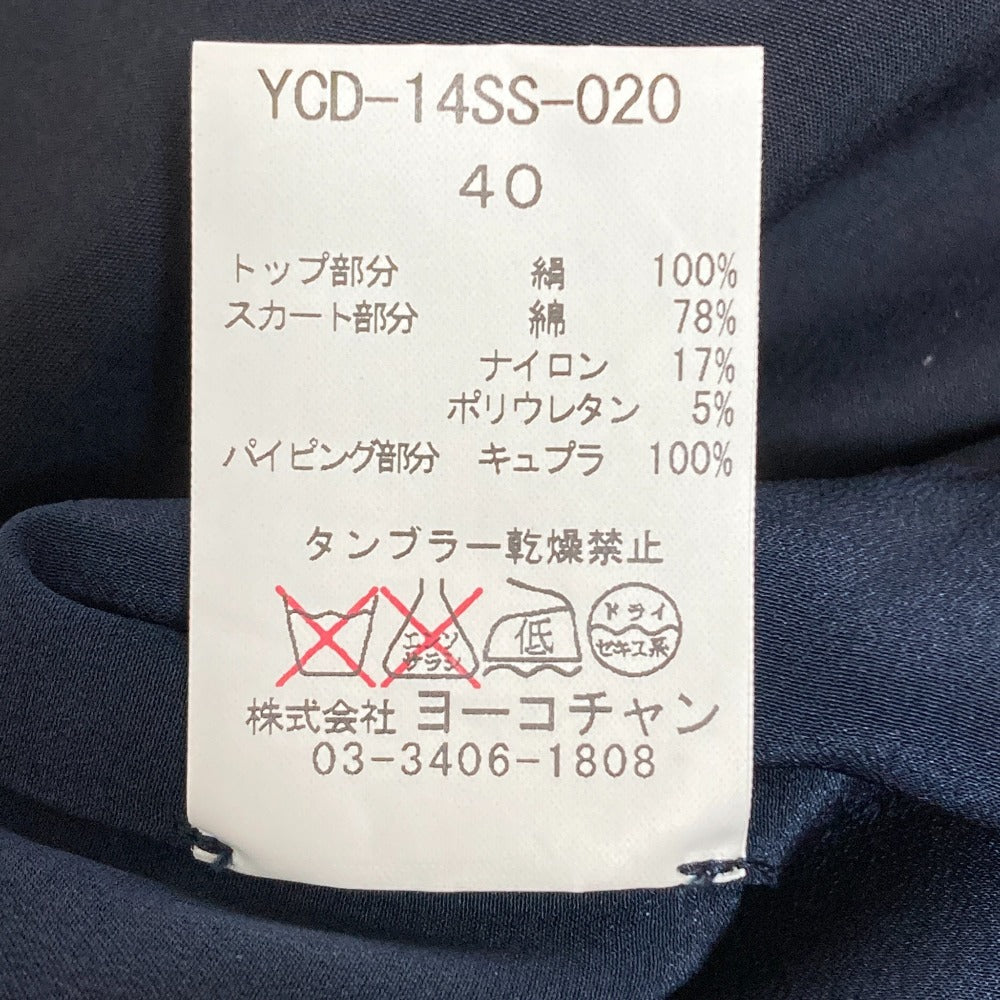 YCD-14SS-020
40
トップ部分 絹 100%
スカート部分 綿 78%
ナイロン 17%
ポリウレタン 5%
パイピング部分 キュプラ 100%
タンブラー乾燥禁止
エンソ
サラシ
低
ドライ
セキユ系
株式会社 ヨーコチャン
03-3406-1808